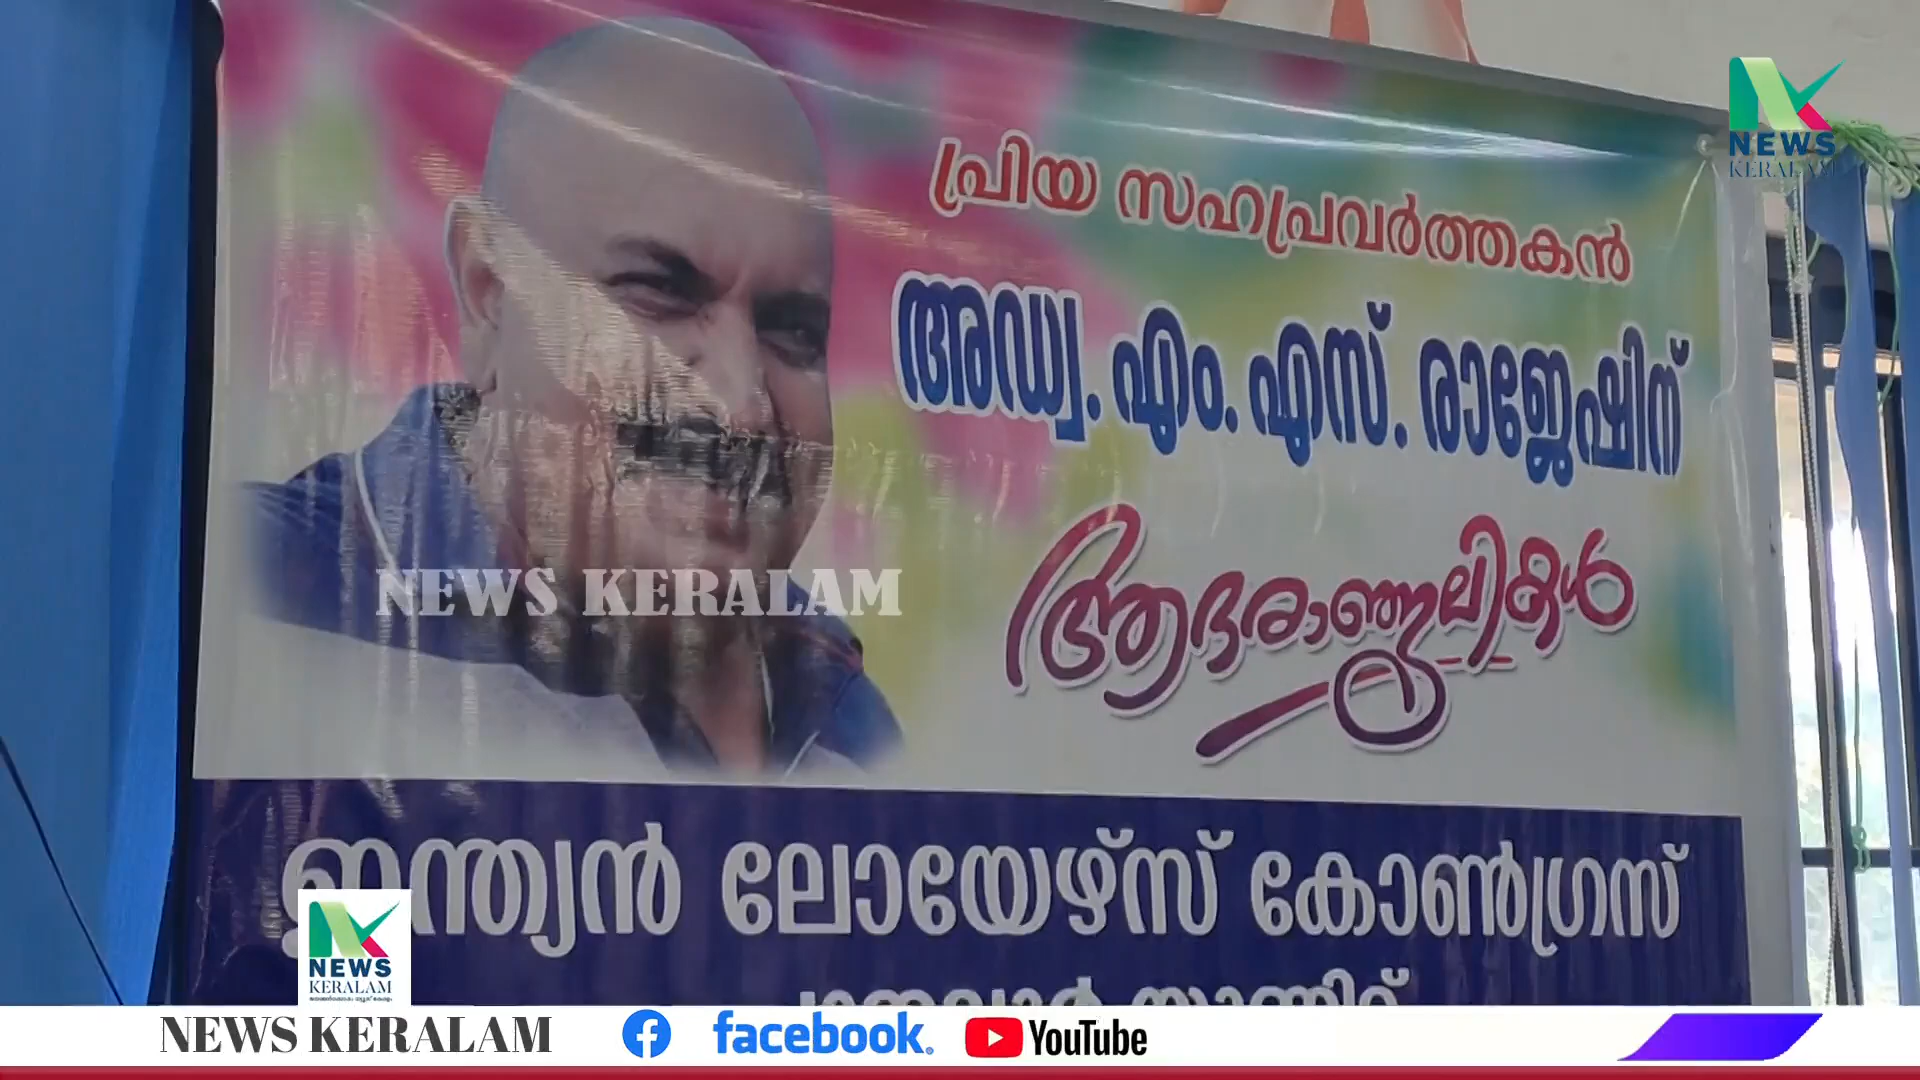 പ്രിയ സഹപ്രവർത്തകൻ
അഡ്വ. എം. എസ്. രാജേഷിന്
ആദരാഞ്ജലികൾ
ഇന്ത്യൻ ലോയേഴ്സ് കോൺഗ്രസ്
NEWS
KERALAM
NEWS KERALAM
NEWS
KERALAM
NEWS KERALAM facebook. YouTube